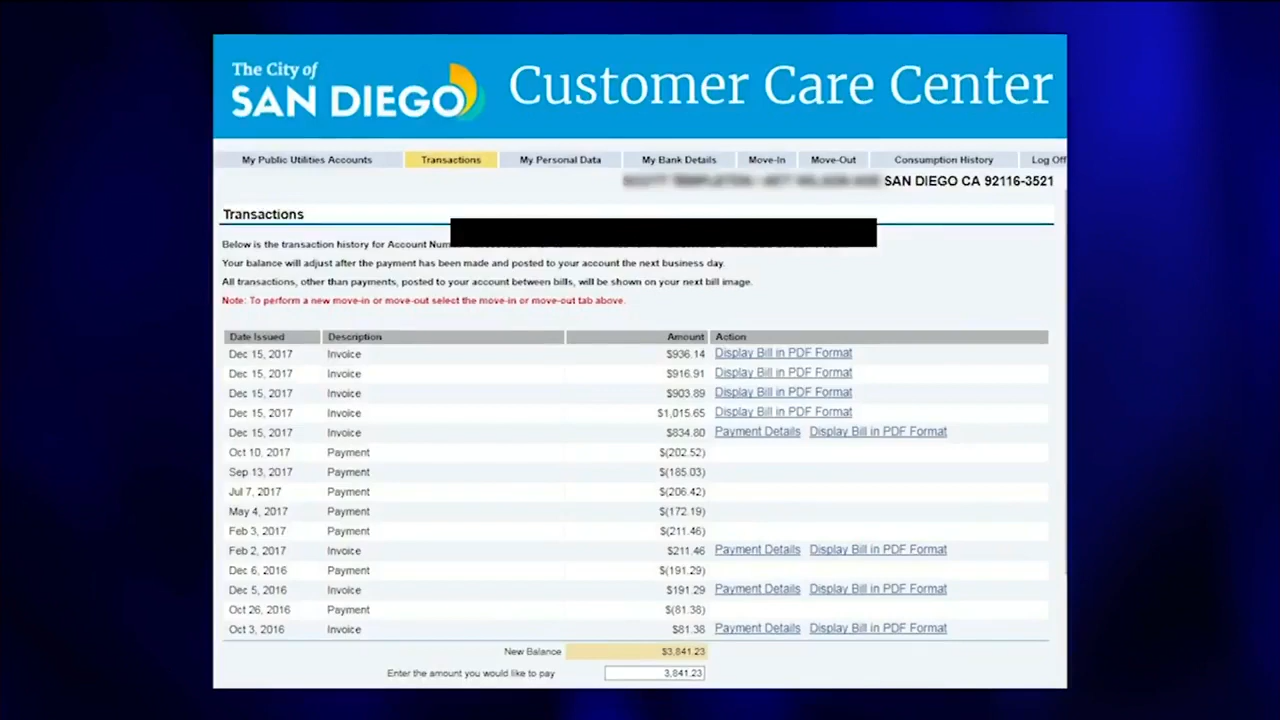 The City of
SAN DIEGO
Customer Care Center
My Public Utilities Accounts Transactions My Personal Data My Bank Details Move-In Move-Out Consumption History Log Off
SAN DIEGO CA 92116-3521
Transactions
Below is the transaction history for Account
Your balance will adjust after the payment has been made and posted to your account the next business day.
All transactions, other than payments, posted to your account between bills, will be shown on your next bill image.
Note: To perform a new move-in or move-out select the move-in or move-out tab above.
Date Issued Description Amount Action
Dec 15, 2017 Invoice $936.14 Display Bill in PDF Format
Dec 15, 2017 Invoice $916.91 Display Bill in PDF Format
Dec 15, 2017 Invoice $903.89 Display Bill in PDF Format
Dec 15, 2017 Invoice $1,015.65 Display Bill in PDF Format
Dec 15, 2017 Invoice $834.80 Payment Details Display Bill in PDF Format
Oct 10, 2017 Payment $(202.52)
Sep 13, 2017 Payment $(185.03)
Jul 7, 2017 Payment $(206.42)
May 4, 2017 Payment $(172.19)
Feb 3, 2017 Payment $(211.46)
Feb 2, 2017 Invoice $211.46 Payment Details Display Bill in PDF Format
Dec 6, 2016 Payment $(191.29)
Dec 5, 2016 Invoice $191.29 Payment Details Display Bill in PDF Format
Oct 26, 2016 Payment $(81.38)
Oct 3, 2016 Invoice $81.38 Payment Details Display Bill in PDF Format
New Balance $3,841.23
Enter the amount you would like to pay 3,841.23